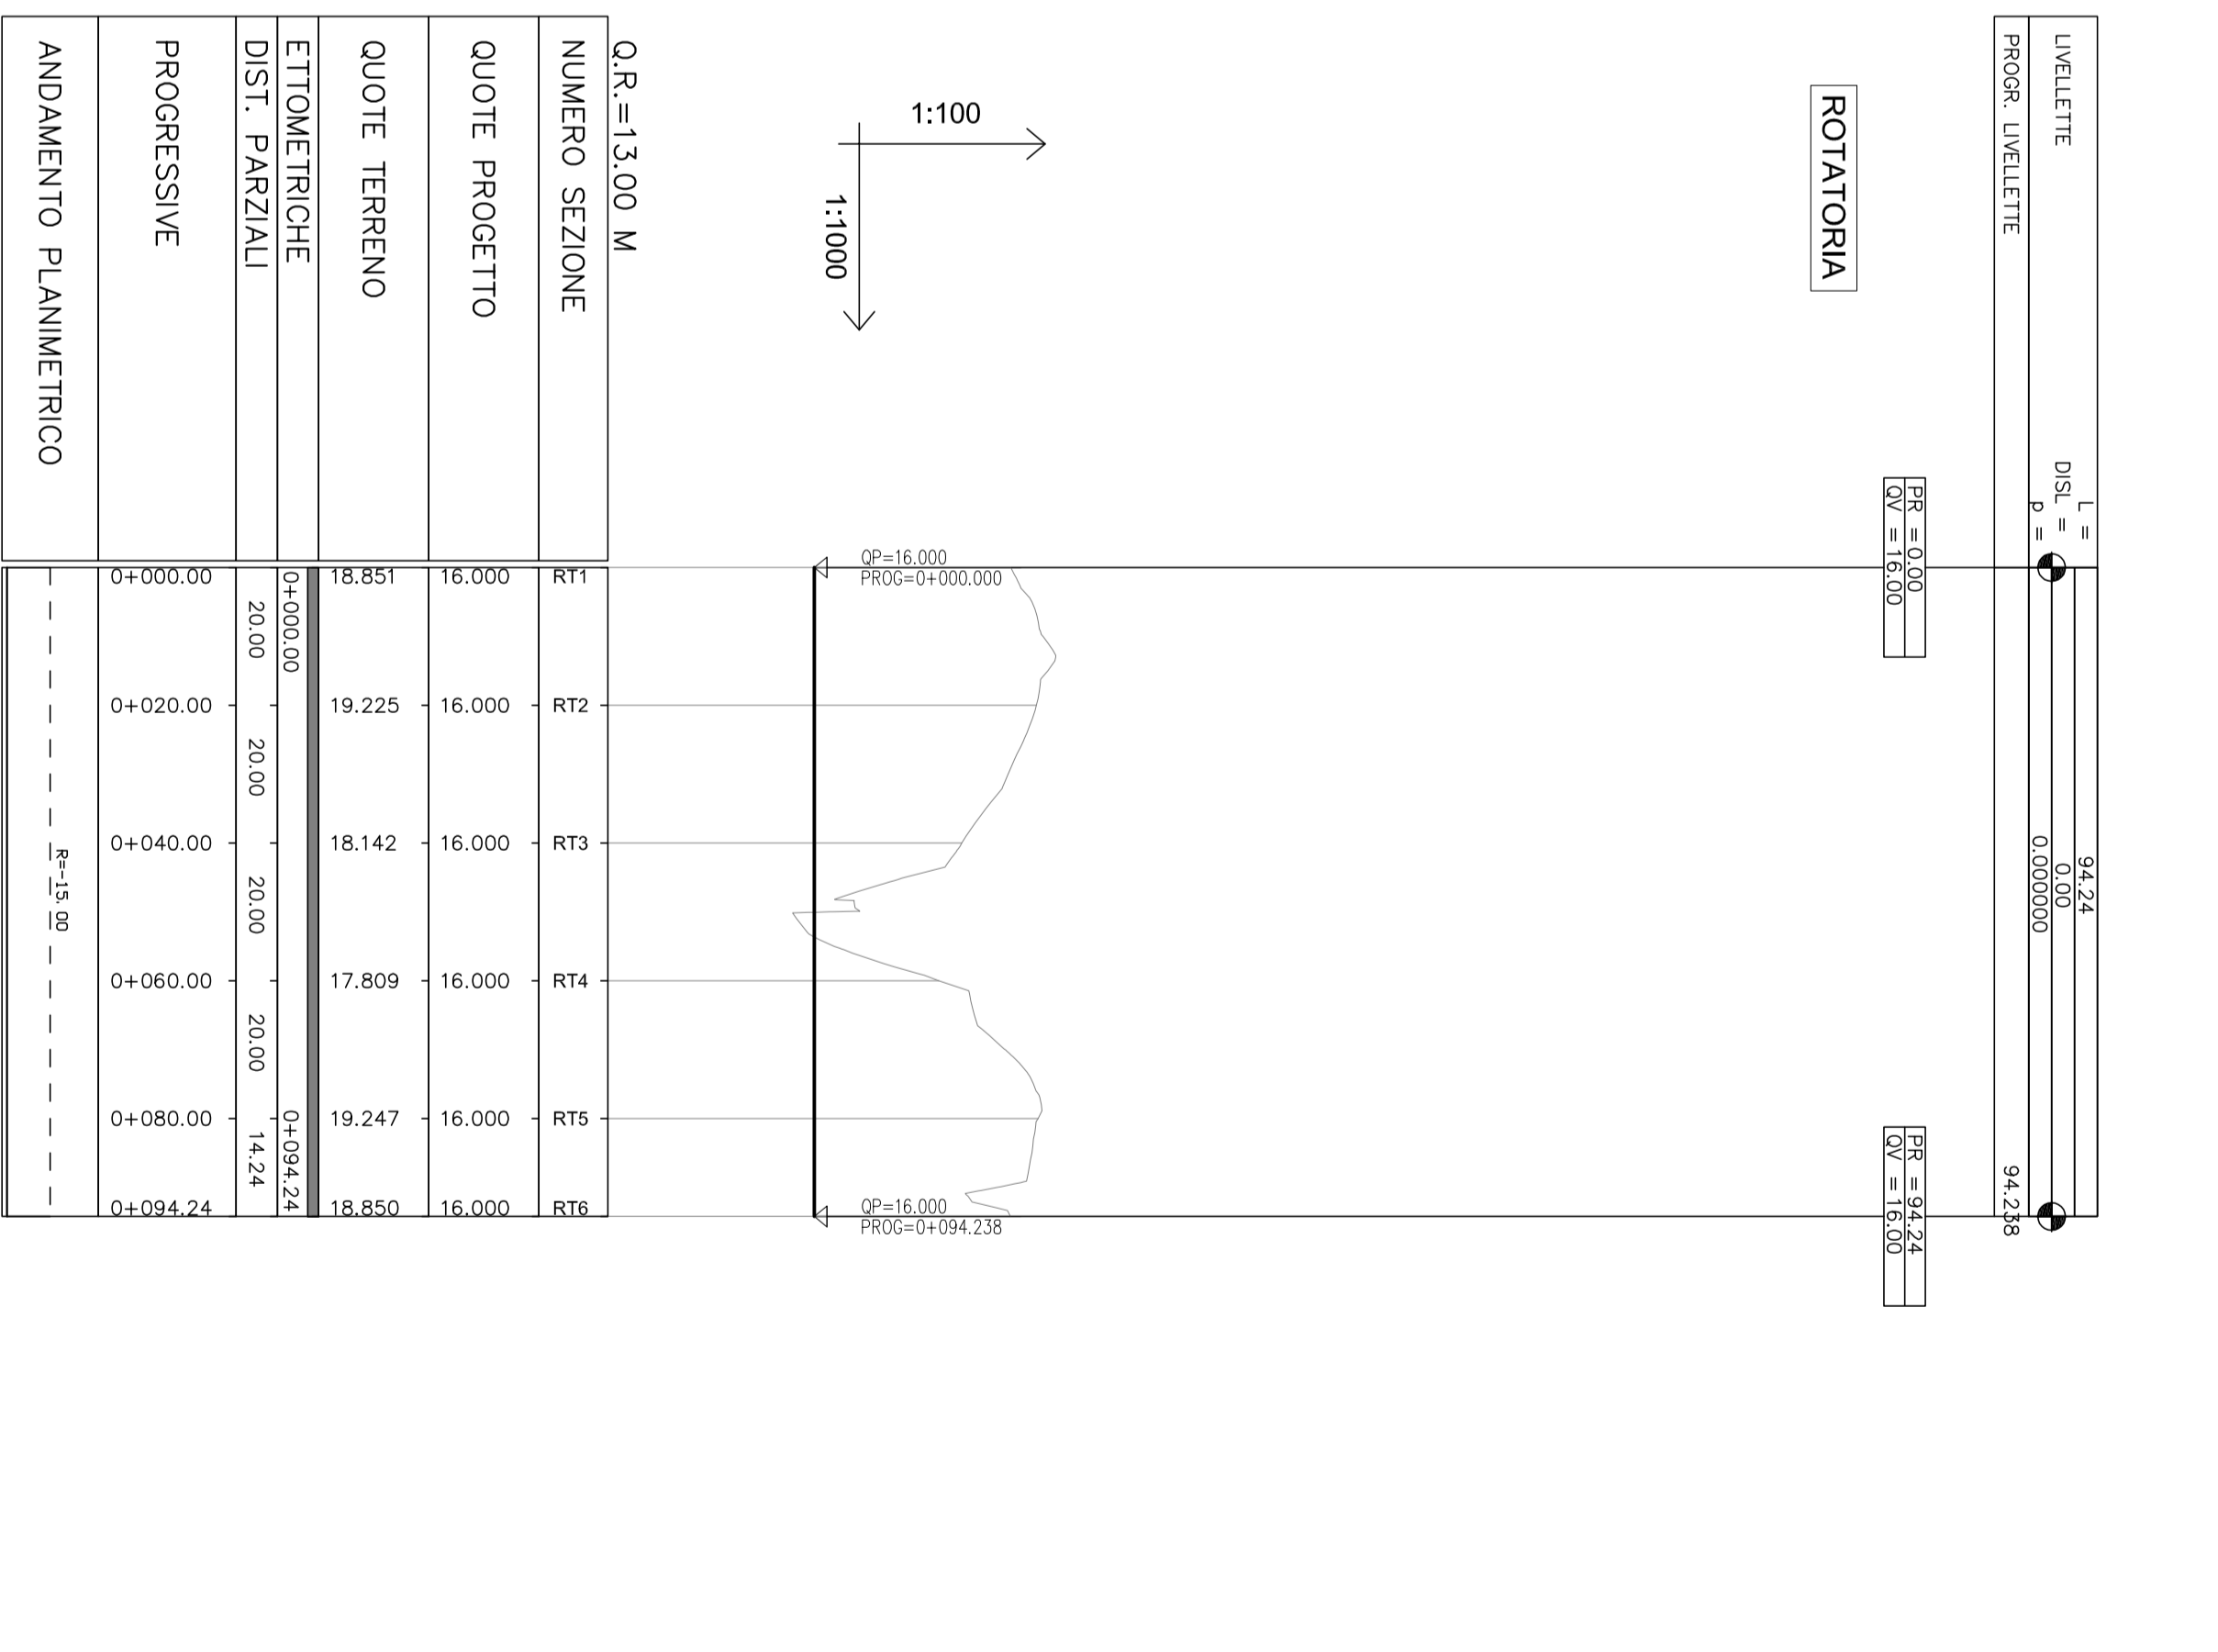 LIVELLETTE
L = 94.24
DISL = 0.00
p = 0.000000
PROGR. LIVELLETTE 94.238
PR = 0.00
QV = 16.00
PR = 94.24
QV = 16.00
ROTATORIA
1:100
1:1000
QP=16.000
PROG=0+000.000
QP=16.000
PROG=0+094.238
Q.R.=13.00 M
NUMERO SEZIONE RT1 RT2 RT3 RT4 RT5 RT6
QUOTE PROGETTO 16.000 16.000 16.000 16.000 16.000 16.000
QUOTE TERRENO 18.851 19.225 18.142 17.809 19.247 18.850
ETTOMETRICHE 0+000.00 0+094.24
DIST. PARZIALI 20.00 20.00 20.00 20.00 14.24
PROGRESSIVE 0+000.00 0+020.00 0+040.00 0+060.00 0+080.00 0+094.24
ANDAMENTO PLANIMETRICO R=-15.00